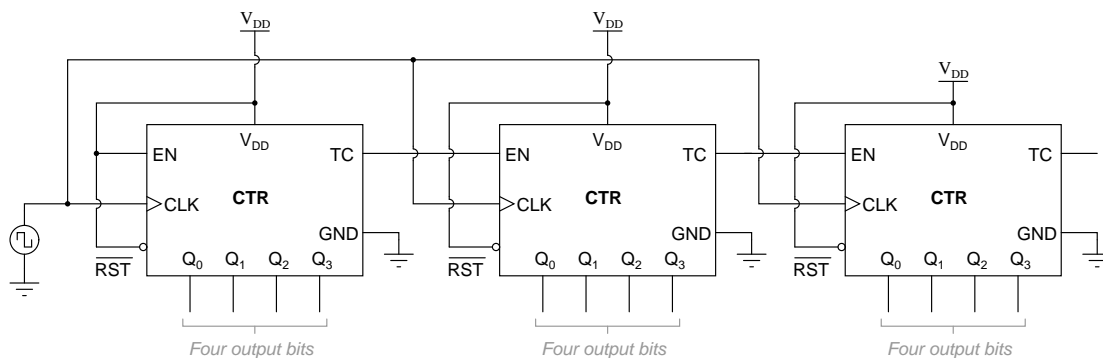 V_DD V_DD
V_DD
V_DD V_DD V_DD
EN TC EN TC EN TC
CTR CTR CTR
CLK CLK CLK
GND GND GND
RST Q_0 Q_1 Q_2 Q_3 RST Q_0 Q_1 Q_2 Q_3 RST Q_0 Q_1 Q_2 Q_3
Four output bits Four output bits Four output bits